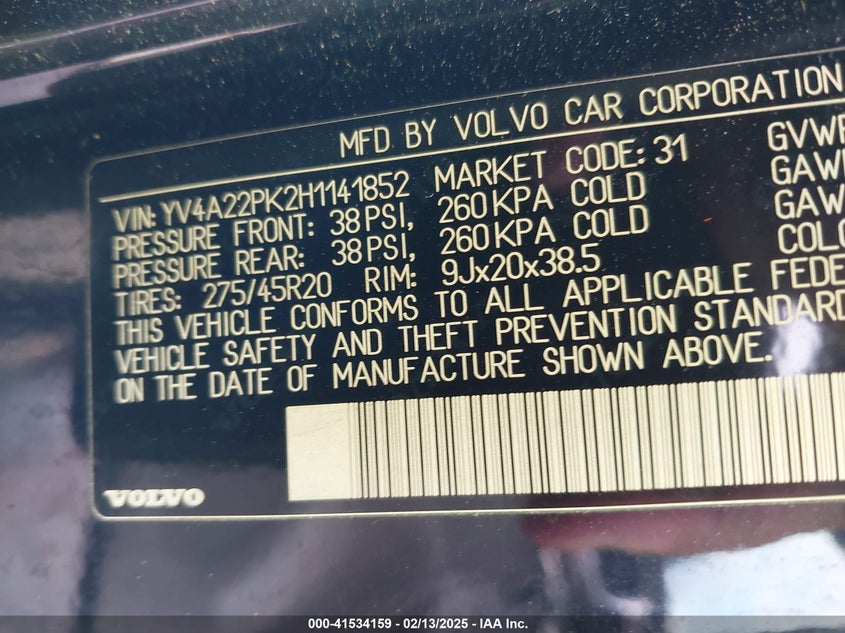 MFD BY VOLVO CAR CORPORATION
VIN: YV4A22PK2H1141852 MARKET CODE: 31 GVWR
PRESSURE FRONT: 38 PSI, 260 KPA COLD GAWR
PRESSURE REAR: 38 PSI, 260 KPA COLD GAW
TIRES: 275/45R20 RIM: 9Jx20x38.5 COLO
THIS VEHICLE CONFORMS TO ALL APPLICABLE FEDE
VEHICLE SAFETY AND THEFT PREVENTION STANDARD
ON THE DATE OF MANUFACTURE SHOWN ABOVE.
VOLVO
000-41534159 - 02/13/2025 - IAA Inc.